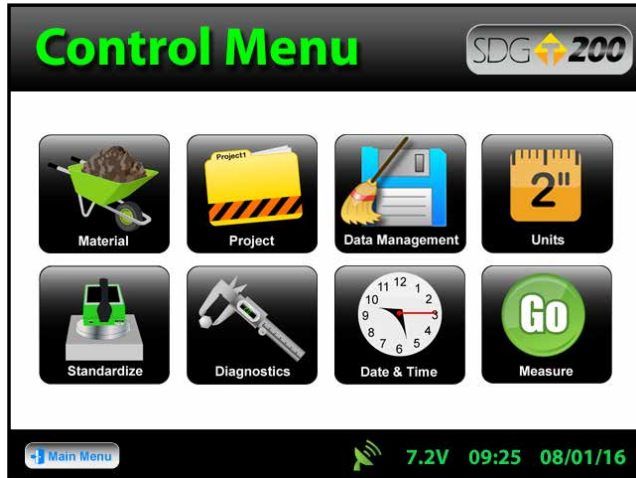 Control Menu
SDG T 200
Project1
2"
Material
Project
Data Management
Units
12
11
1
10
2
9
3
8
4
7
6
5
Go
Standardize
Diagnostics
Date & Time
Measure
Main Menu
7.2V 09:25 08/01/16